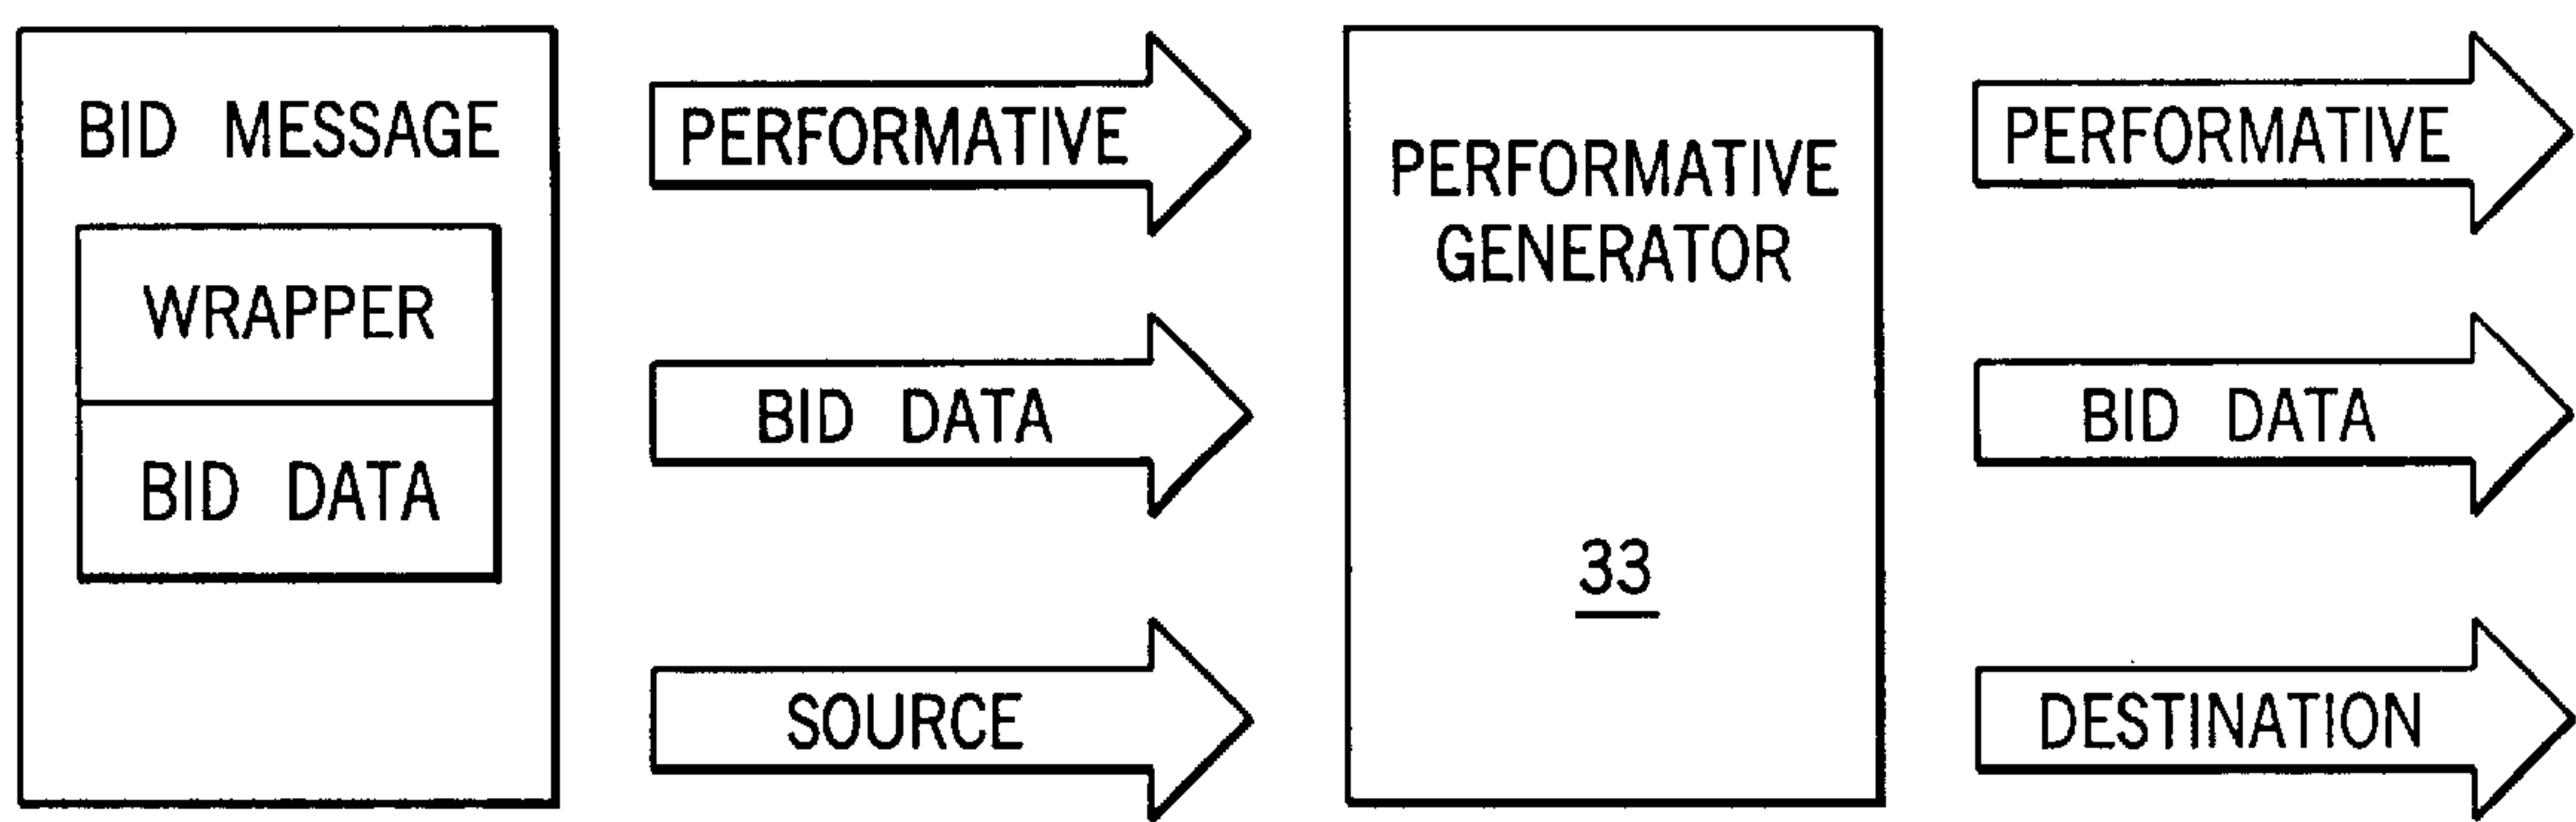 BID MESSAGE
WRAPPER
BID DATA
PERFORMATIVE
BID DATA
SOURCE
PERFORMATIVE
GENERATOR
33
PERFORMATIVE
BID DATA
DESTINATION